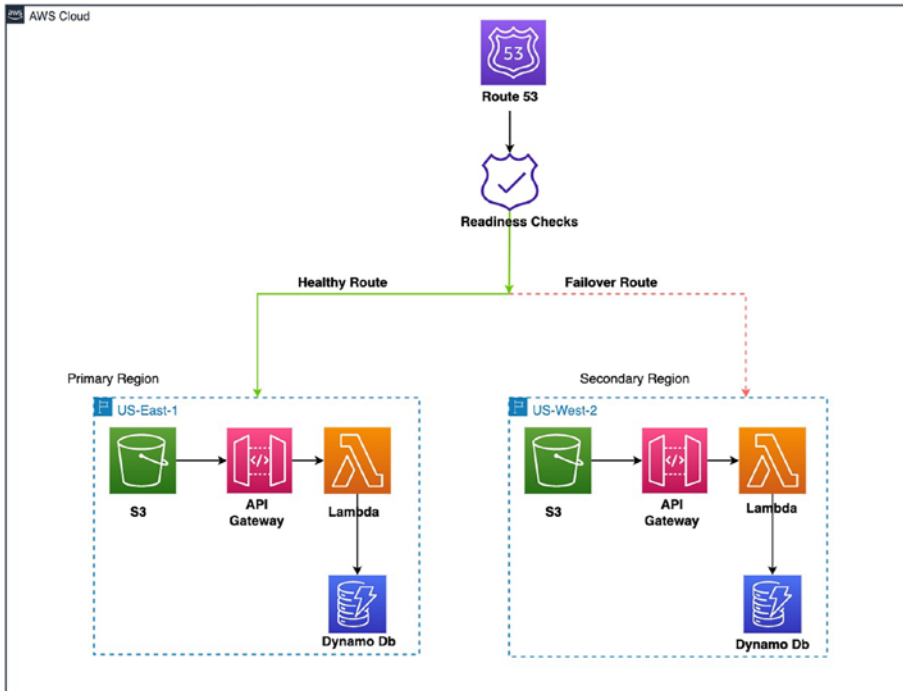 aws
AWS Cloud
53
Route 53
Readiness Checks
Healthy Route
Failover Route
Primary Region
Secondary Region
US-East-1
US-West-2
</>
</>
S3
API
Gateway
Lambda
S3
API
Gateway
Lambda
Dynamo Db
Dynamo Db